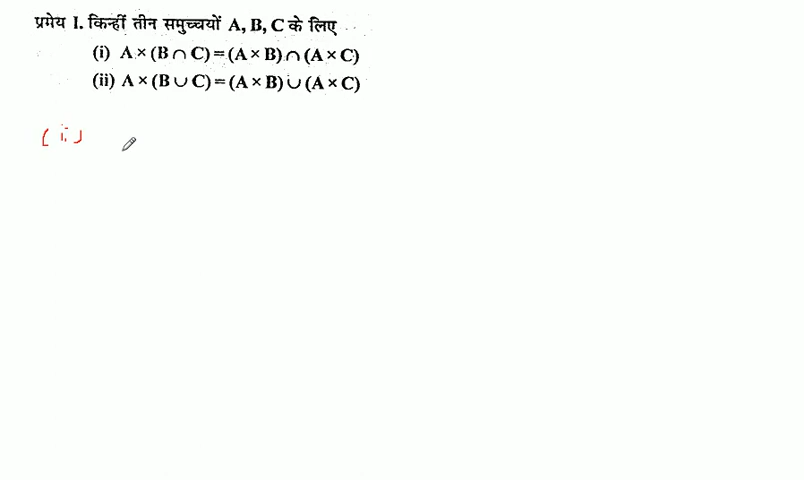 प्रमेय I. किन्हीं तीन समुच्चयों A, B, C के लिए
(i) A × (B ∩ C) = (A × B) ∩ (A × C)
(ii) A × (B ∪ C) = (A × B) ∪ (A × C)
(i)